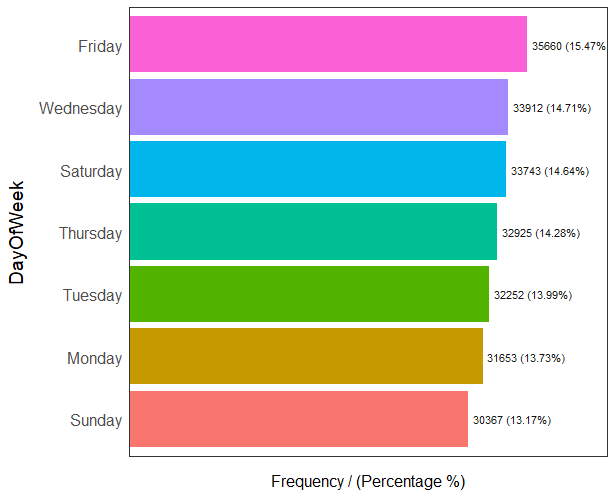 DayOfWeek
Friday 35660 (15.47%
Wednesday 33912 (14.71%)
Saturday 33743 (14.64%)
Thursday 32925 (14.28%)
Tuesday 32252 (13.99%)
Monday 31653 (13.73%)
Sunday 30367 (13.17%)
Frequency / (Percentage %)